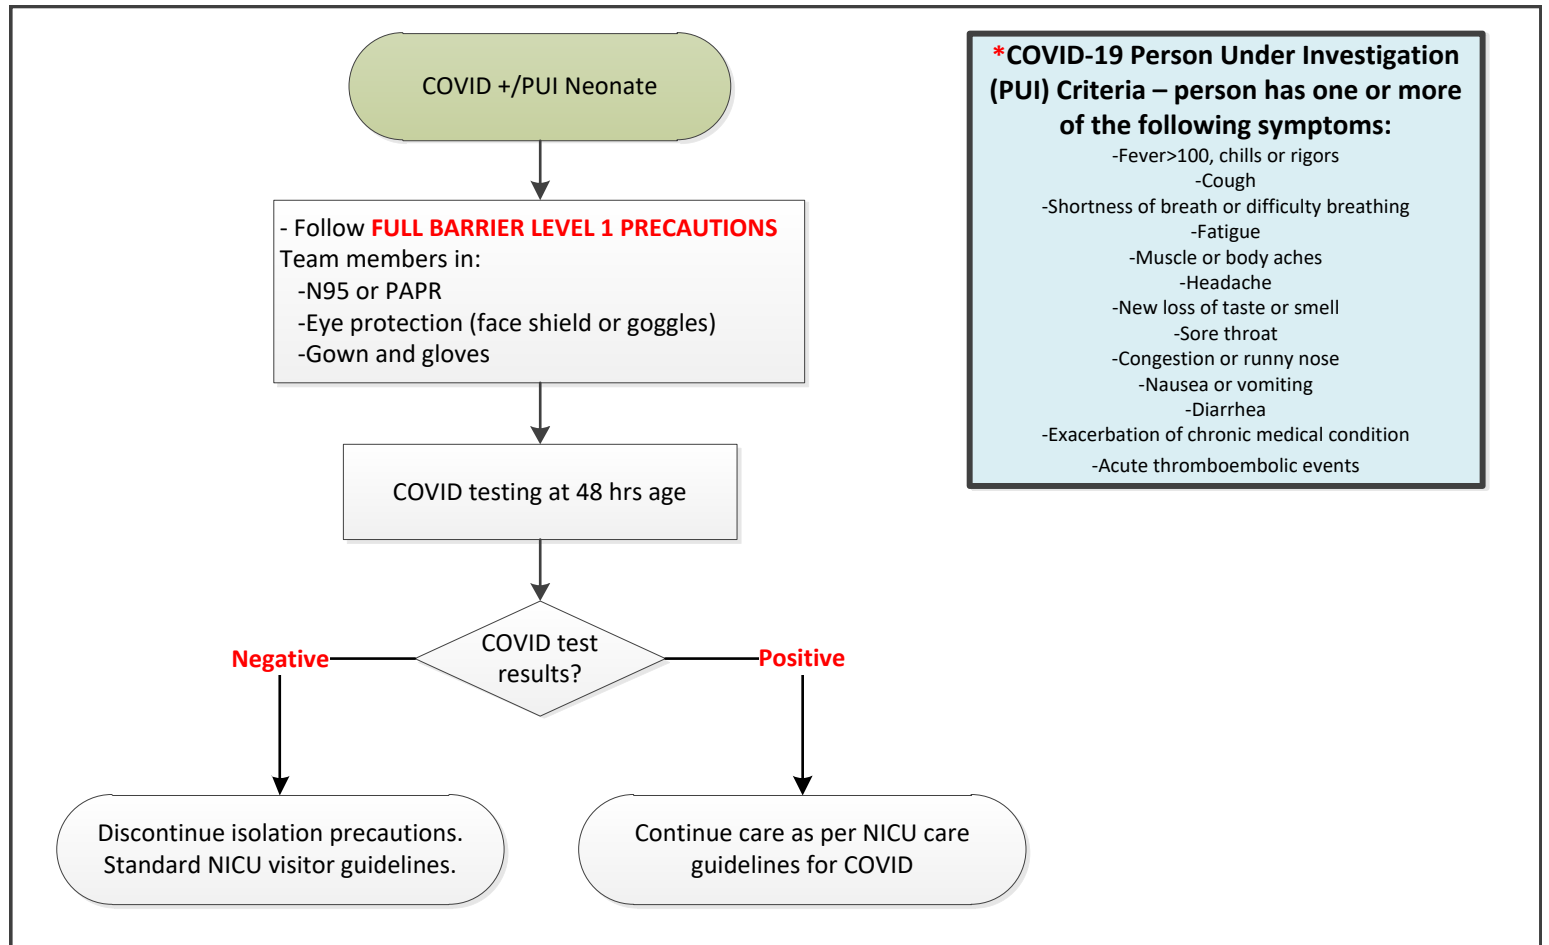 COVID +/PUI Neonate
- Follow FULL BARRIER LEVEL 1 PRECAUTIONS
Team members in:
-N95 or PAPR
-Eye protection (face shield or goggles)
-Gown and gloves
COVID testing at 48 hrs age
COVID test
results?
Negative
Positive
Discontinue isolation precautions.
Standard NICU visitor guidelines.
Continue care as per NICU care
guidelines for COVID
*COVID-19 Person Under Investigation
(PUI) Criteria – person has one or more
of the following symptoms:
-Fever>100, chills or rigors
-Cough
-Shortness of breath or difficulty breathing
-Fatigue
-Muscle or body aches
-Headache
-New loss of taste or smell
-Sore throat
-Congestion or runny nose
-Nausea or vomiting
-Diarrhea
-Exacerbation of chronic medical condition
-Acute thromboembolic events